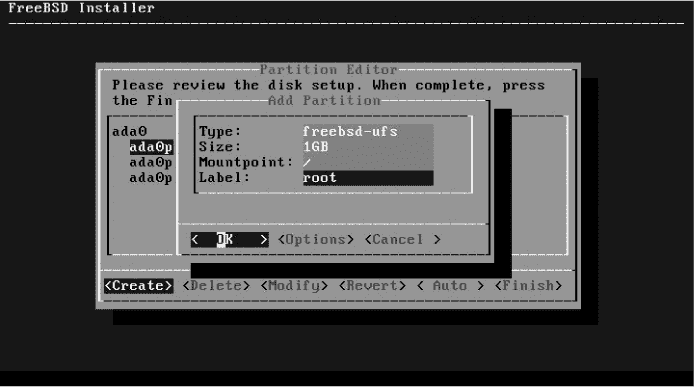 FreeBSD Installer
Partition Editor
Please review the disk setup. When complete, press
the Fin
Add Partition
ada0
ada0p
ada0p
ada0p
Type: freebsd-ufs
Size: 1GB
Mountpoint: /
Label: root
< OK > <Options> <Cancel >
<Create> <Delete> <Modify> <Revert> < Auto > <Finish>